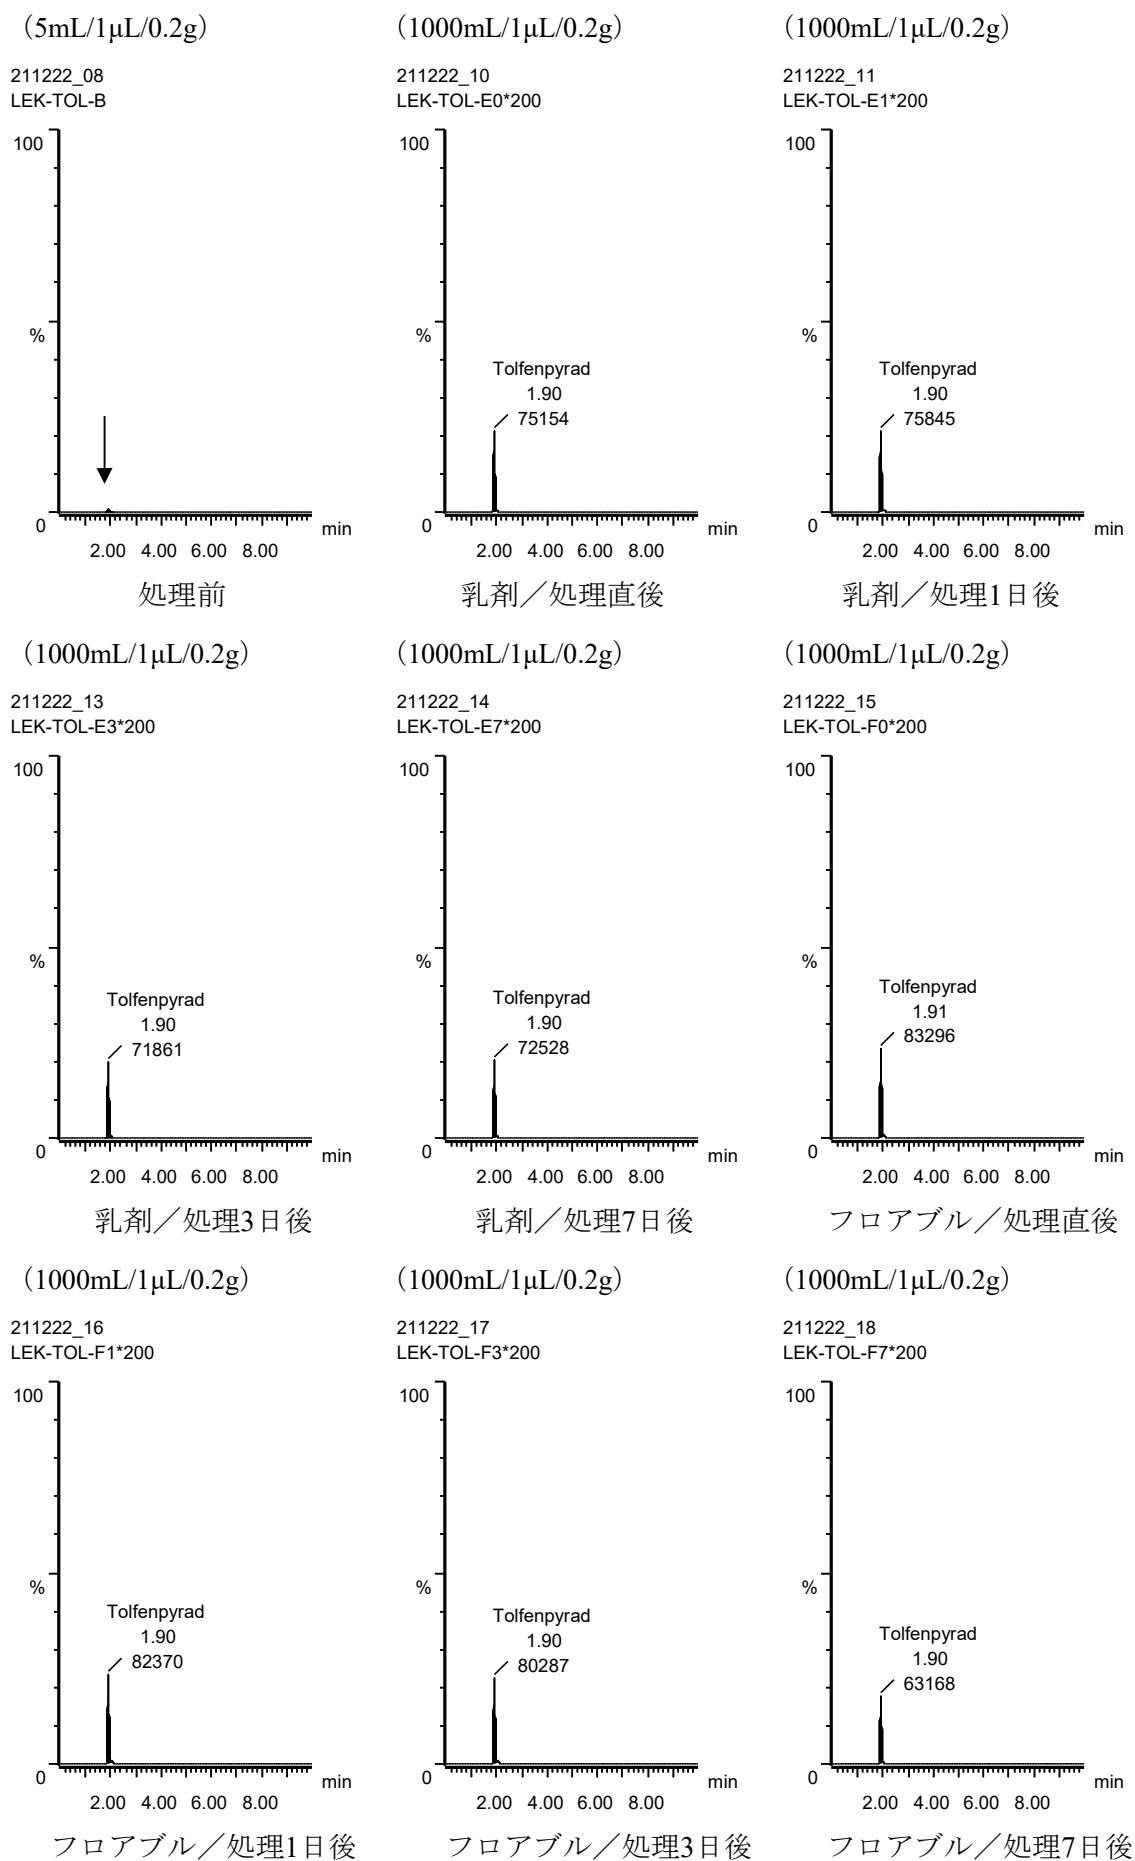 （5mL/1μL/0.2g）
211222_08
LEK-TOL-B
100
%
0
min
2.00 4.00 6.00 8.00
処理前
（1000mL/1μL/0.2g）
211222_10
LEK-TOL-E0*200
100
%
Tolfenpyrad
1.90
75154
0
min
2.00 4.00 6.00 8.00
乳剤／処理直後
（1000mL/1μL/0.2g）
211222_11
LEK-TOL-E1*200
100
%
Tolfenpyrad
1.90
75845
0
min
2.00 4.00 6.00 8.00
乳剤／処理1日後
（1000mL/1μL/0.2g）
211222_13
LEK-TOL-E3*200
100
%
Tolfenpyrad
1.90
71861
0
min
2.00 4.00 6.00 8.00
乳剤／処理3日後
（1000mL/1μL/0.2g）
211222_14
LEK-TOL-E7*200
100
%
Tolfenpyrad
1.90
72528
0
min
2.00 4.00 6.00 8.00
乳剤／処理7日後
（1000mL/1μL/0.2g）
211222_15
LEK-TOL-F0*200
100
%
Tolfenpyrad
1.91
83296
0
min
2.00 4.00 6.00 8.00
フロアブル／処理直後
（1000mL/1μL/0.2g）
211222_16
LEK-TOL-F1*200
100
%
Tolfenpyrad
1.90
82370
0
min
2.00 4.00 6.00 8.00
フロアブル／処理1日後
（1000mL/1μL/0.2g）
211222_17
LEK-TOL-F3*200
100
%
Tolfenpyrad
1.90
80287
0
min
2.00 4.00 6.00 8.00
フロアブル／処理3日後
（1000mL/1μL/0.2g）
211222_18
LEK-TOL-F7*200
100
%
Tolfenpyrad
1.90
63168
0
min
2.00 4.00 6.00 8.00
フロアブル／処理7日後